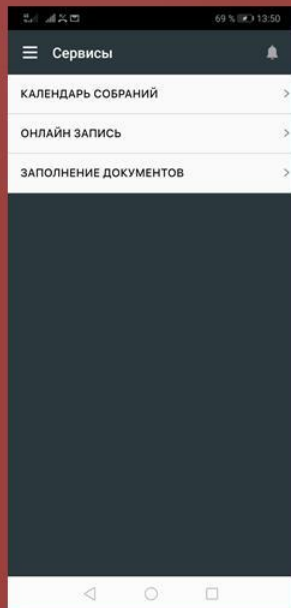 69 % 13:50
Сервисы
КАЛЕНДАРЬ СОБРАНИЙ
ОНЛАЙН ЗАПИСЬ
ЗАПОЛНЕНИЕ ДОКУМЕНТОВ